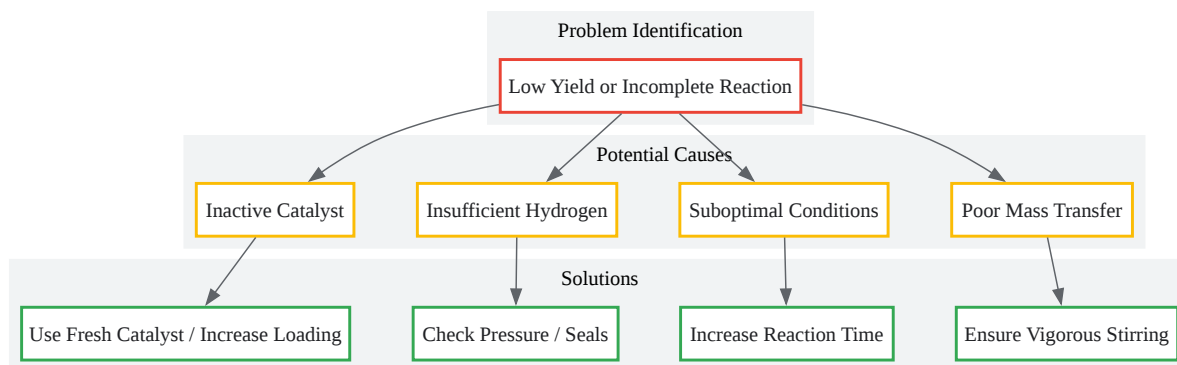 Problem Identification
Low Yield or Incomplete Reaction
Potential Causes
Inactive Catalyst
Insufficient Hydrogen
Suboptimal Conditions
Poor Mass Transfer
Solutions
Use Fresh Catalyst / Increase Loading
Check Pressure / Seals
Increase Reaction Time
Ensure Vigorous Stirring